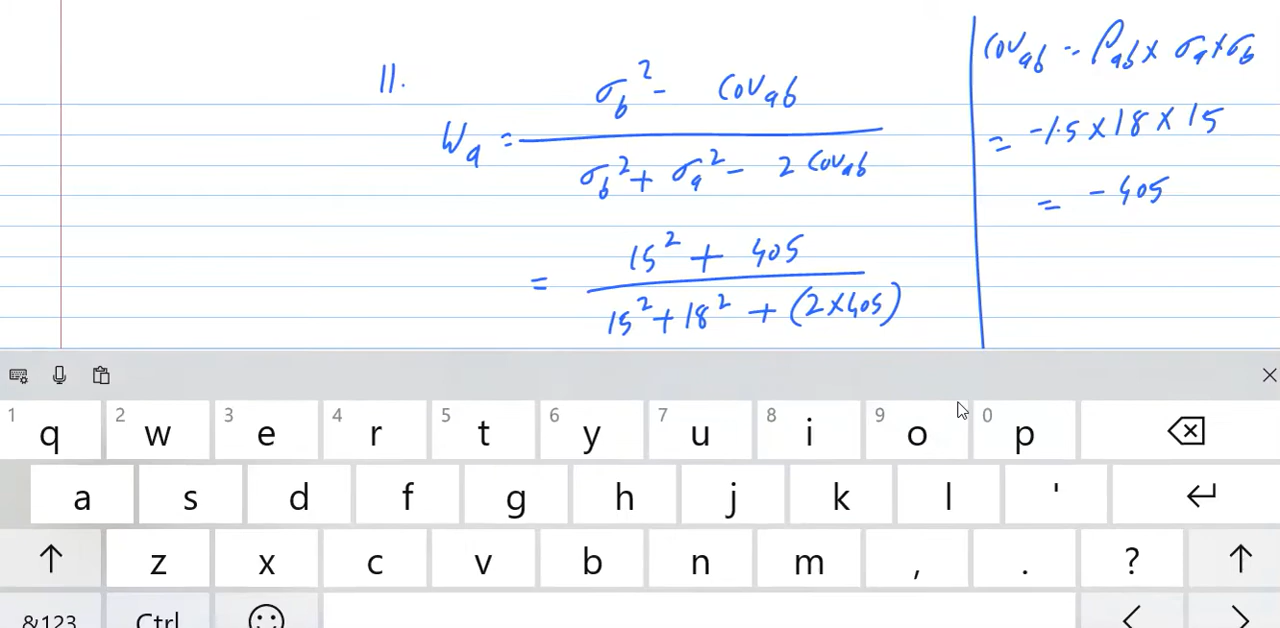 11.
σb² - Covab
Wa = ―――――――――
σb² + σa² - 2 Covab
= (15² + 405) / (15² + 18² + (2×405))
Covab = ρab × σa × σb
= -1.5 × 18 × 15
= - 405
1 2 3 4 5 6 7 8 9 0
q w e r t y u i o p
a s d f g h j k l '
z x c v b n m , . ?
&123 Ctrl